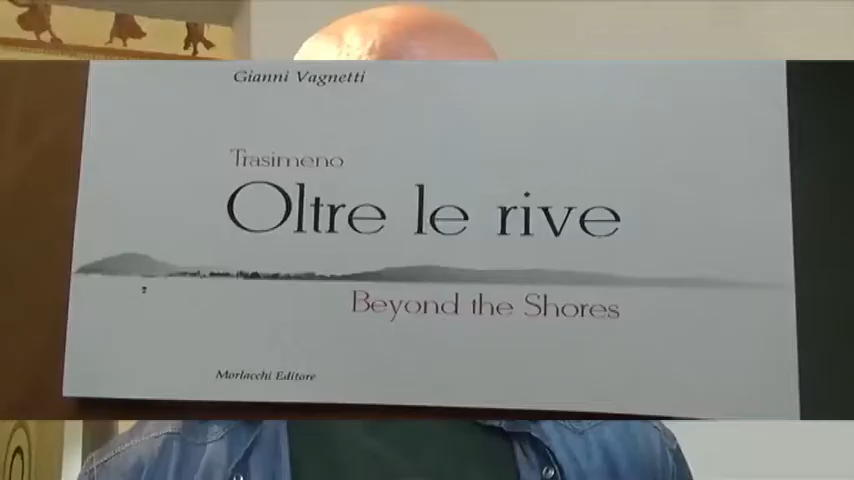 Gianni Vagnetti
Trasimeno
Oltre le rive
Beyond the Shores
Morlacchi Editore